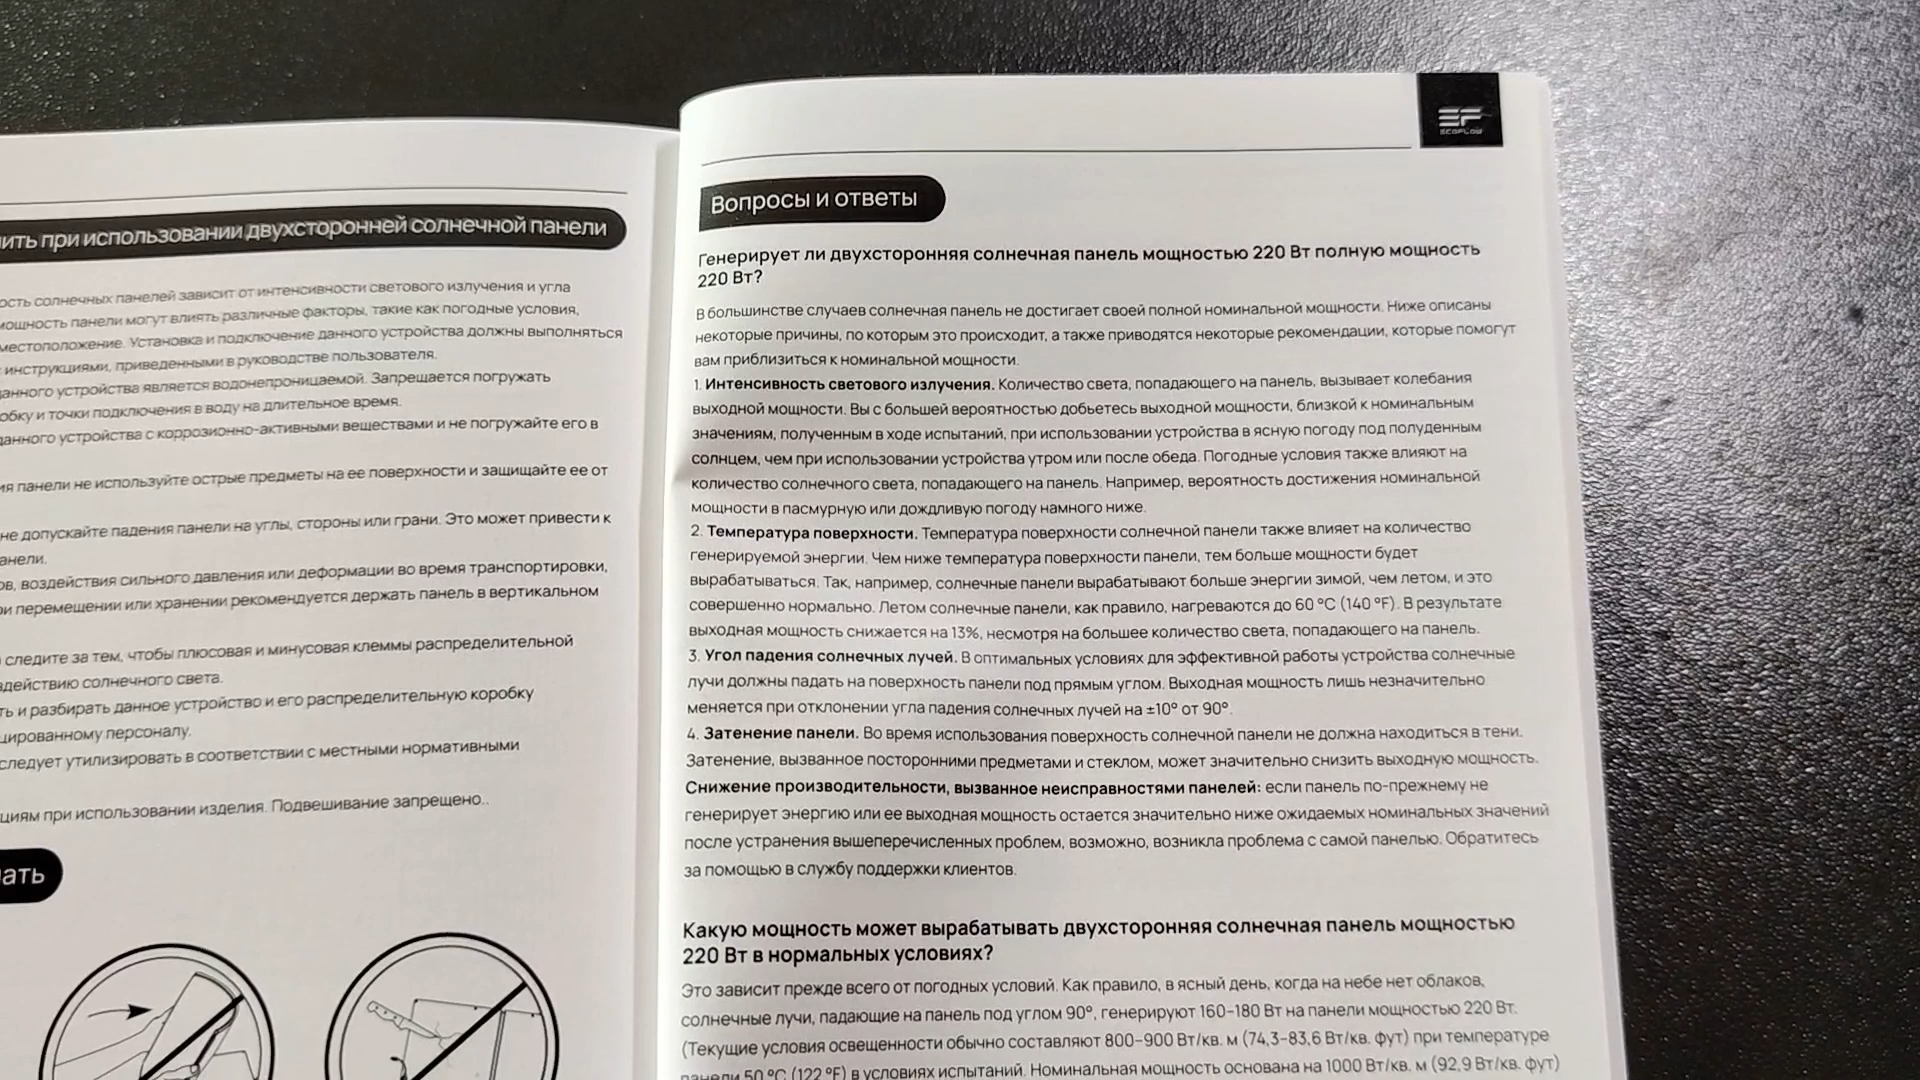 ить при использовании двухсторонней солнечной панели
ость солнечных панелей зависит от интенсивности светового излучения и угла
мощность панели могут влиять различные факторы, такие как погодные условия,
местоположение. Установка и подключение данного устройства должны выполняться
с инструкциями, приведенными в руководстве пользователя.
данного устройства является водонепроницаемой. Запрещается погружать
обку и точки подключения в воду на длительное время.
данного устройства с коррозионно-активными веществами и не погружайте его в
ия панели не используйте острые предметы на ее поверхности и защищайте ее от
не допускайте падения панели на углы, стороны или грани. Это может привести к
анели.
ов, воздействия сильного давления или деформации во время транспортировки,
ри перемещении или хранении рекомендуется держать панель в вертикальном
следите за тем, чтобы плюсовая и минусовая клеммы распределительной
здействию солнечного света.
ть и разбирать данное устройство и его распределительную коробку
цированному персоналу.
следует утилизировать в соответствии с местными нормативными
циям при использовании изделия. Подвешивание запрещено..
ать
EF
ECOFLOW
Вопросы и ответы
Генерирует ли двухсторонняя солнечная панель мощностью 220 Вт полную мощность
220 Вт?
В большинстве случаев солнечная панель не достигает своей полной номинальной мощности. Ниже описаны
некоторые причины, по которым это происходит, а также приводятся некоторые рекомендации, которые помогут
вам приблизиться к номинальной мощности.
1. Интенсивность светового излучения. Количество света, попадающего на панель, вызывает колебания
выходной мощности. Вы с большей вероятностью добьетесь выходной мощности, близкой к номинальным
значениям, полученным в ходе испытаний, при использовании устройства в ясную погоду под полуденным
солнцем, чем при использовании устройства утром или после обеда. Погодные условия также влияют на
количество солнечного света, попадающего на панель. Например, вероятность достижения номинальной
мощности в пасмурную или дождливую погоду намного ниже.
2. Температура поверхности. Температура поверхности солнечной панели также влияет на количество
генерируемой энергии. Чем ниже температура поверхности панели, тем больше мощности будет
вырабатываться. Так, например, солнечные панели вырабатывают больше энергии зимой, чем летом, и это
совершенно нормально. Летом солнечные панели, как правило, нагреваются до 60 °C (140 °F). В результате
выходная мощность снижается на 13%, несмотря на большее количество света, попадающего на панель.
3. Угол падения солнечных лучей. В оптимальных условиях для эффективной работы устройства солнечные
лучи должны падать на поверхность панели под прямым углом. Выходная мощность лишь незначительно
меняется при отклонении угла падения солнечных лучей на ±10° от 90°.
4. Затенение панели. Во время использования поверхность солнечной панели не должна находиться в тени.
Затенение, вызванное посторонними предметами и стеклом, может значительно снизить выходную мощность.
Снижение производительности, вызванное неисправностями панелей: если панель по-прежнему не
генерирует энергию или ее выходная мощность остается значительно ниже ожидаемых номинальных значений
после устранения вышеперечисленных проблем, возможно, возникла проблема с самой панелью. Обратитесь
за помощью в службу поддержки клиентов.
Какую мощность может вырабатывать двухсторонняя солнечная панель мощностью
220 Вт в нормальных условиях?
Это зависит прежде всего от погодных условий. Как правило, в ясный день, когда на небе нет облаков,
солнечные лучи, падающие на панель под углом 90°, генерируют 160–180 Вт на панели мощностью 220 Вт.
(Текущие условия освещенности обычно составляют 800–900 Вт/кв. м (74,3–83,6 Вт/кв. фут) при температуре
панели 50 °C (122 °F) в условиях испытаний. Номинальная мощность основана на 1000 Вт/кв. м (92,9 Вт/кв. фут)